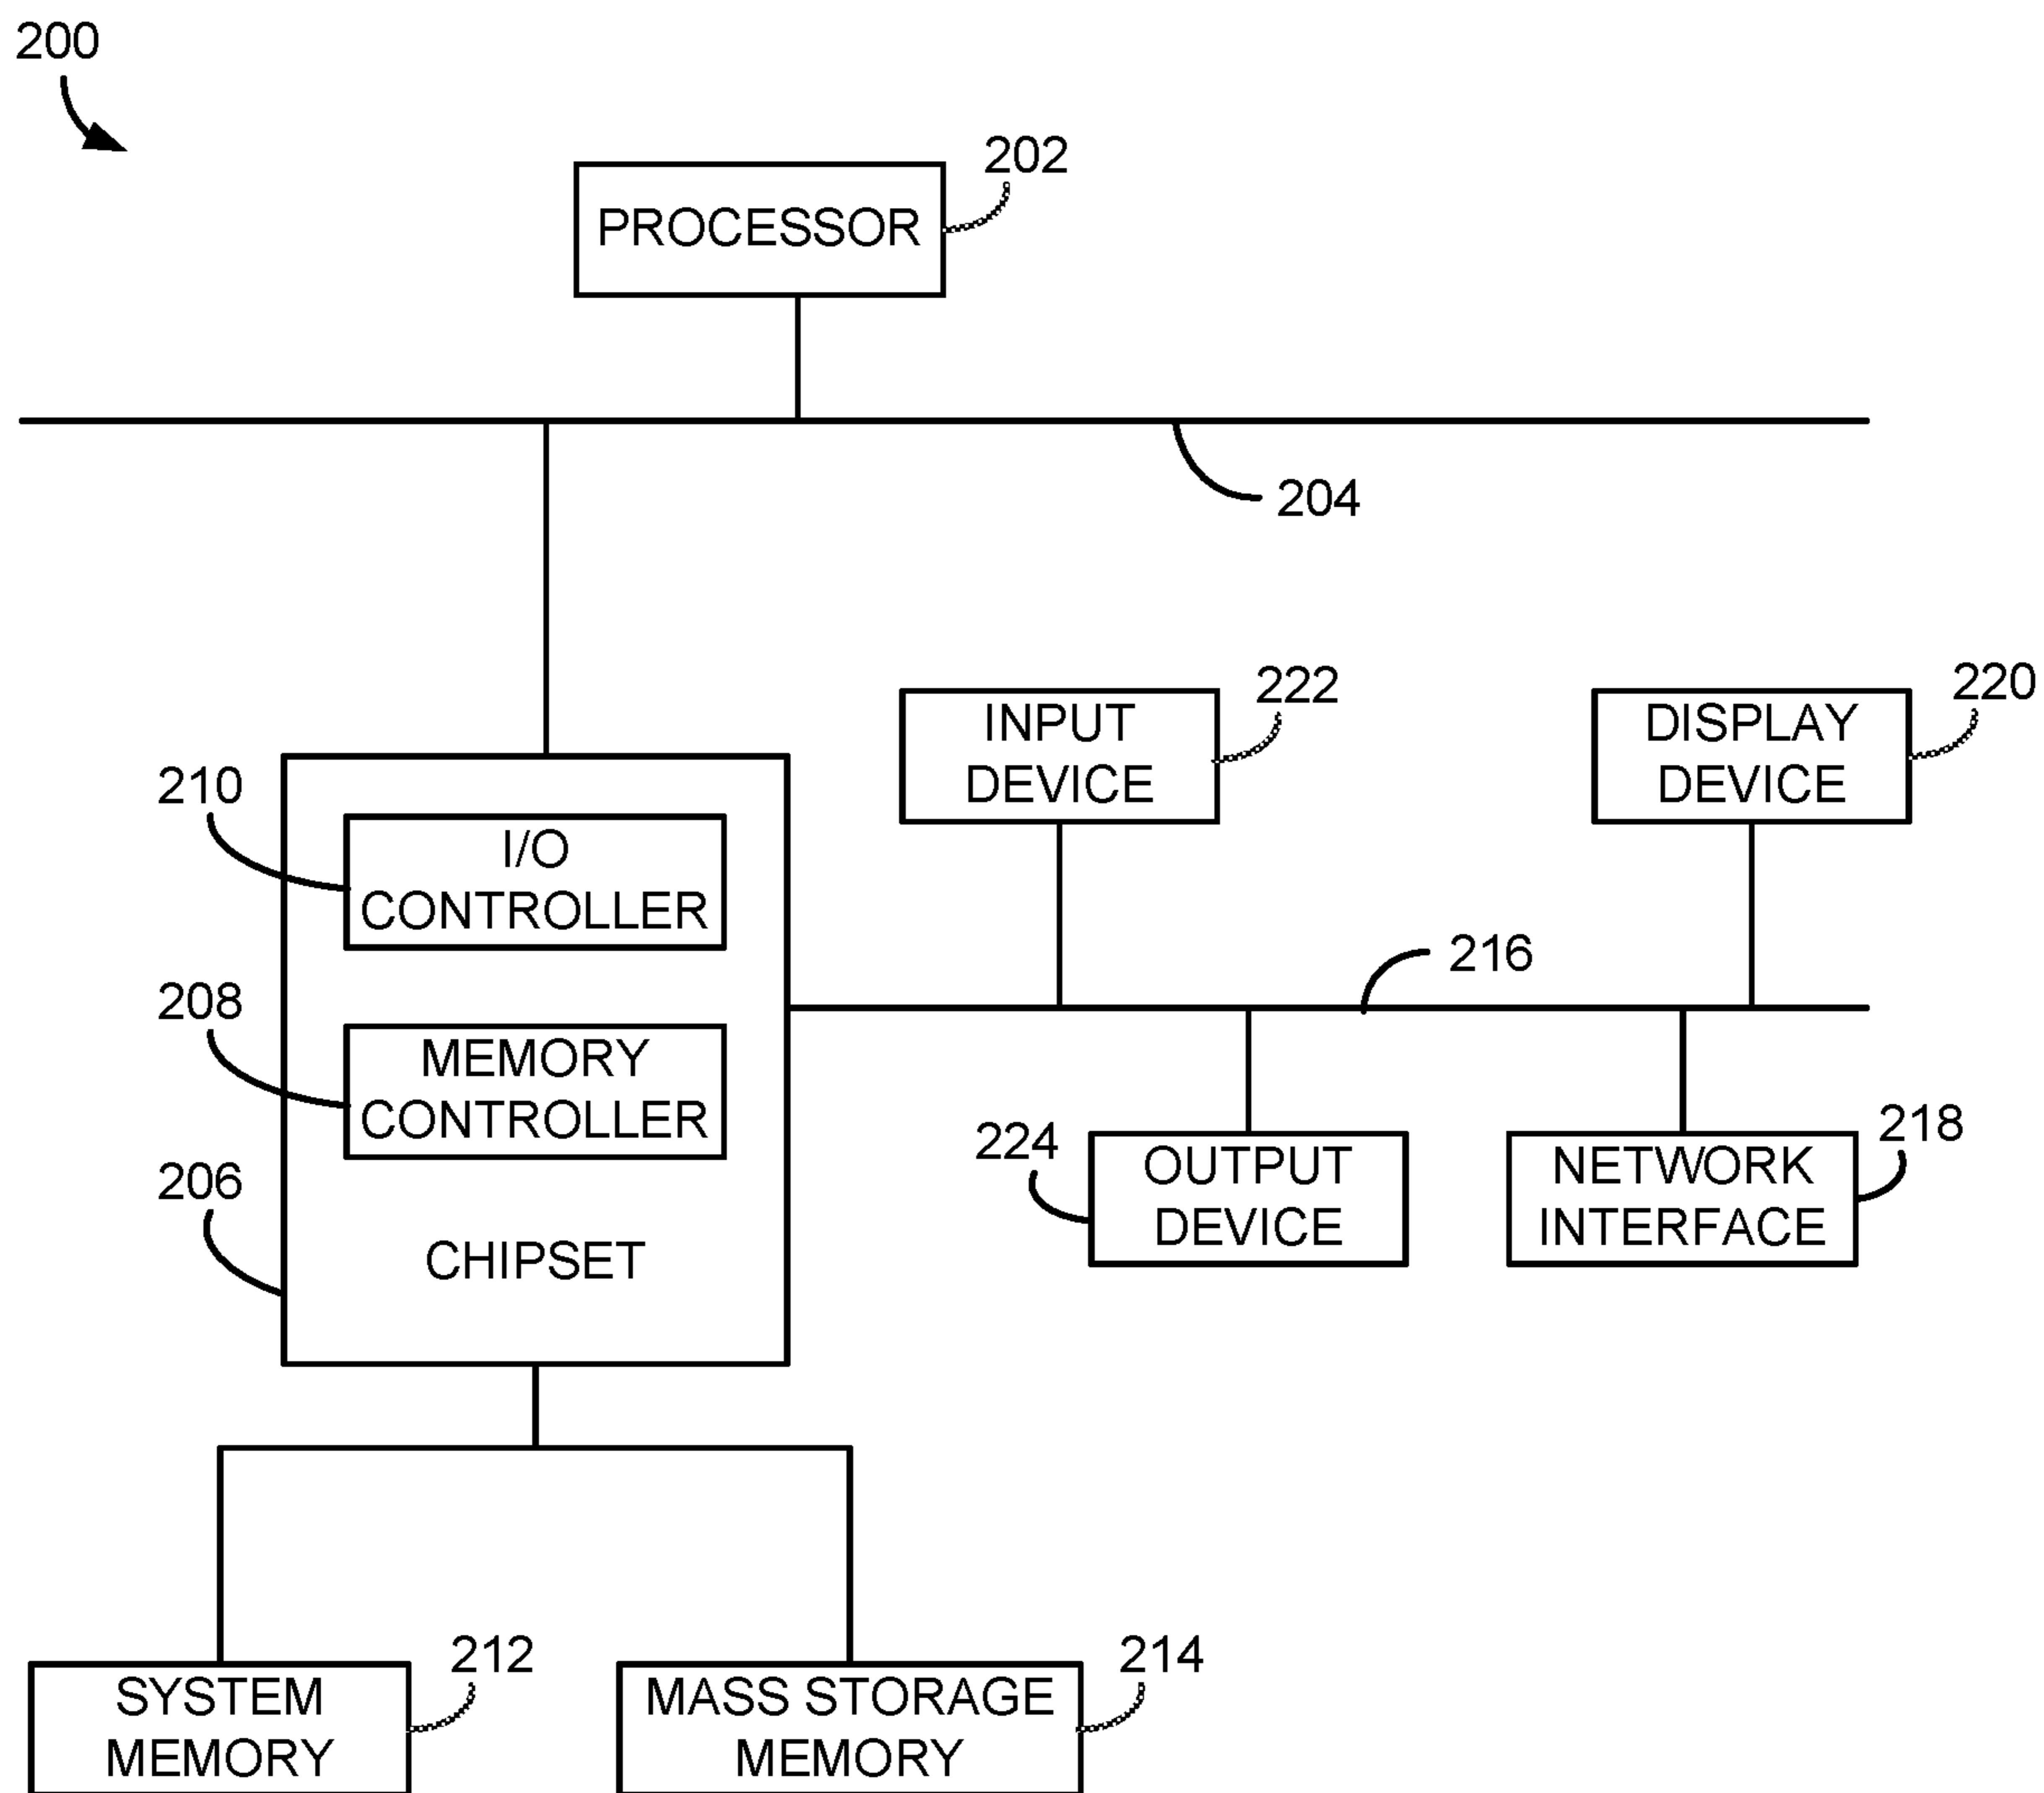 200
202
PROCESSOR
204
222
220
INPUT
DEVICE
DISPLAY
DEVICE
210
I/O
CONTROLLER
216
208
MEMORY
CONTROLLER
224
218
OUTPUT
DEVICE
NETWORK
INTERFACE
206
CHIPSET
212
214
SYSTEM
MEMORY
MASS STORAGE
MEMORY